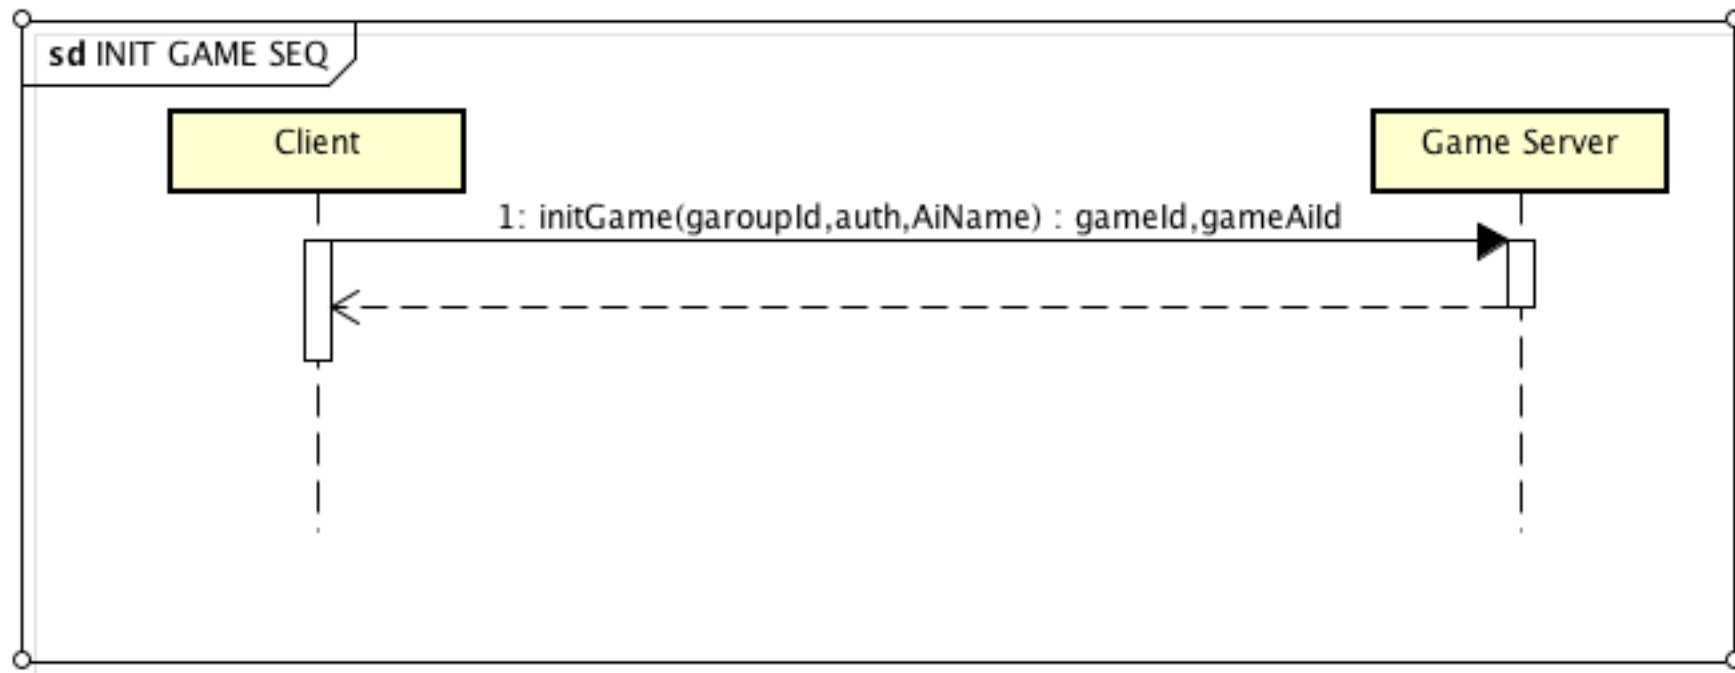 sd INIT GAME SEQ
Client
Game Server
1: initGame(garoupId,auth,AiName) : gameId,gameAiId